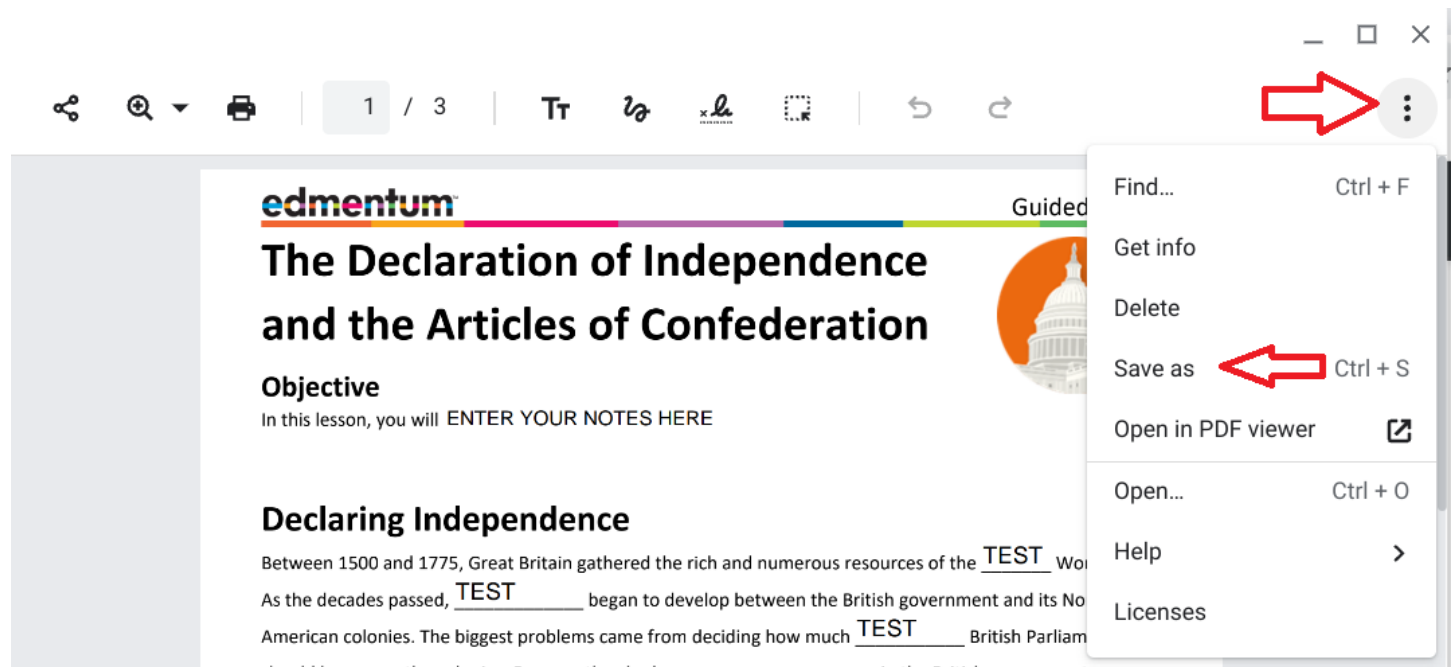 1 / 3
Find... Ctrl + F
Get info
Delete
Save as Ctrl + S
Open in PDF viewer
Open... Ctrl + O
Help
Licenses
edmentum
Guided
The Declaration of Independence
and the Articles of Confederation
Objective
In this lesson, you will ENTER YOUR NOTES HERE
Declaring Independence
Between 1500 and 1775, Great Britain gathered the rich and numerous resources of the TEST
As the decades passed, TEST began to develop between the British government and its
American colonies. The biggest problems came from deciding how much TEST British